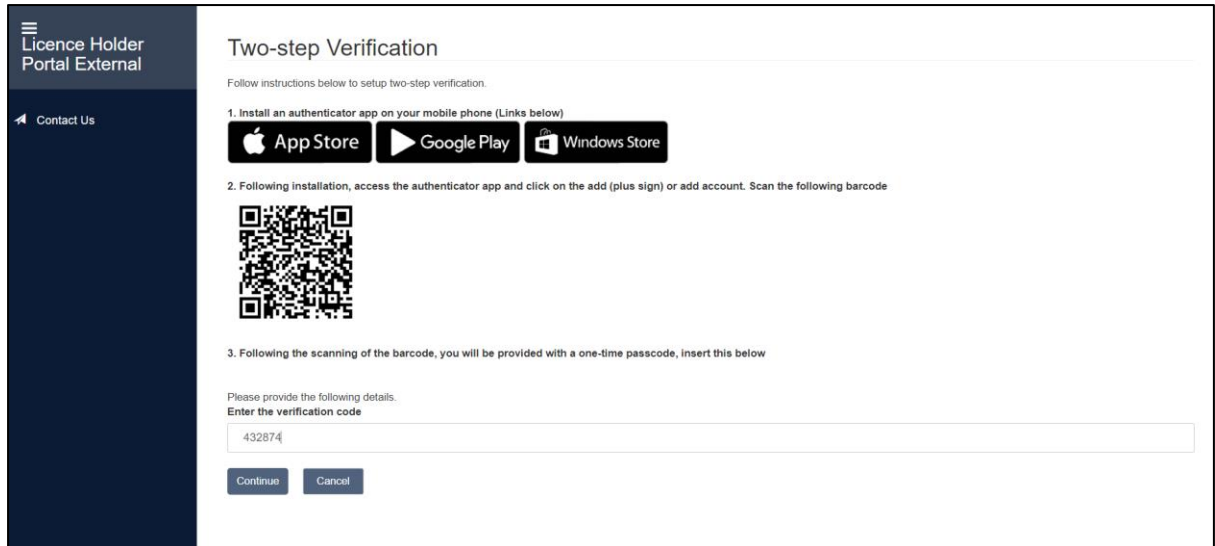 Licence Holder
Portal External
Contact Us
Two-step Verification
Follow instructions below to setup two-step verification.
1. Install an authenticator app on your mobile phone (Links below)
App Store
Google Play
Windows Store
2. Following installation, access the authenticator app and click on the add (plus sign) or add account. Scan the following barcode
3. Following the scanning of the barcode, you will be provided with a one-time passcode, insert this below
Please provide the following details.
Enter the verification code
432874
Continue
Cancel